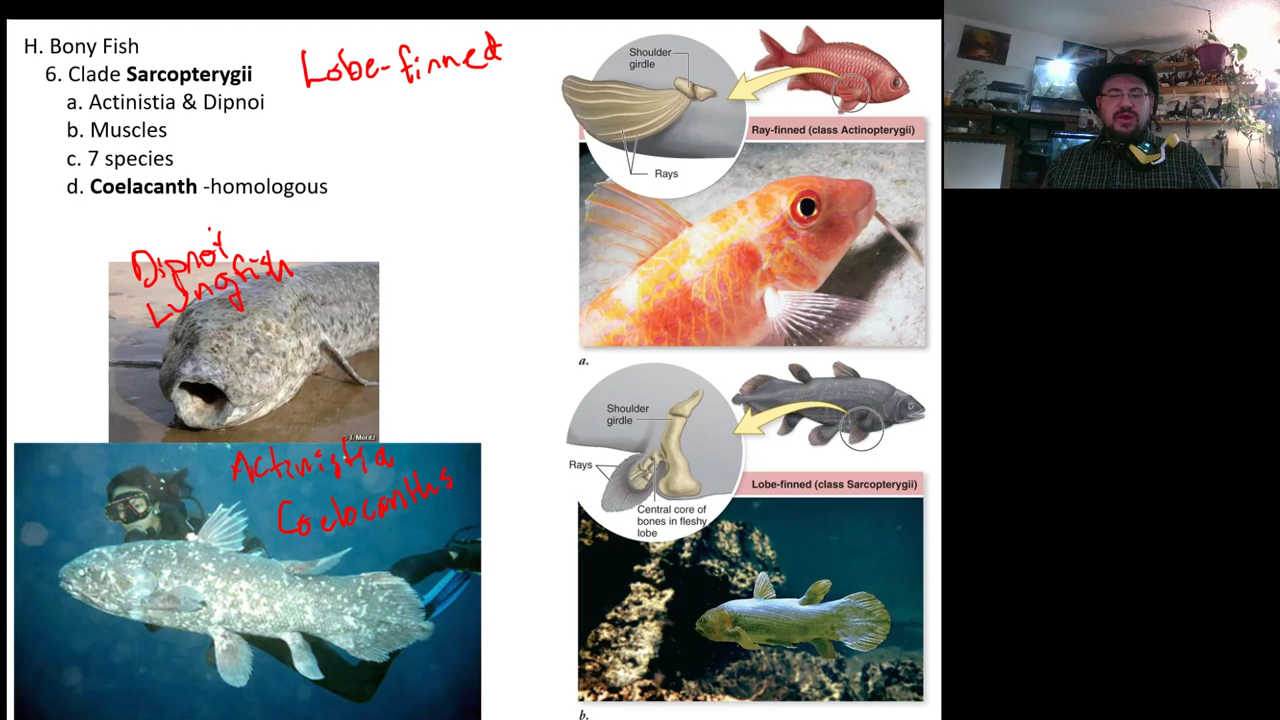 H. Bony Fish
6. Clade Sarcopterygii
a. Actinistia & Dipnoi
b. Muscles
c. 7 species
d. Coelacanth -homologous
Lobe-finned
Dipnoi
Lungfish
T. Moritz
Actinistia
Coelocanths
Shoulder
girdle
Rays
Ray-finned (class Actinopterygii)
a.
Shoulder
girdle
Rays
Central core of
bones in fleshy
lobe
Lobe-finned (class Sarcopterygii)
b.